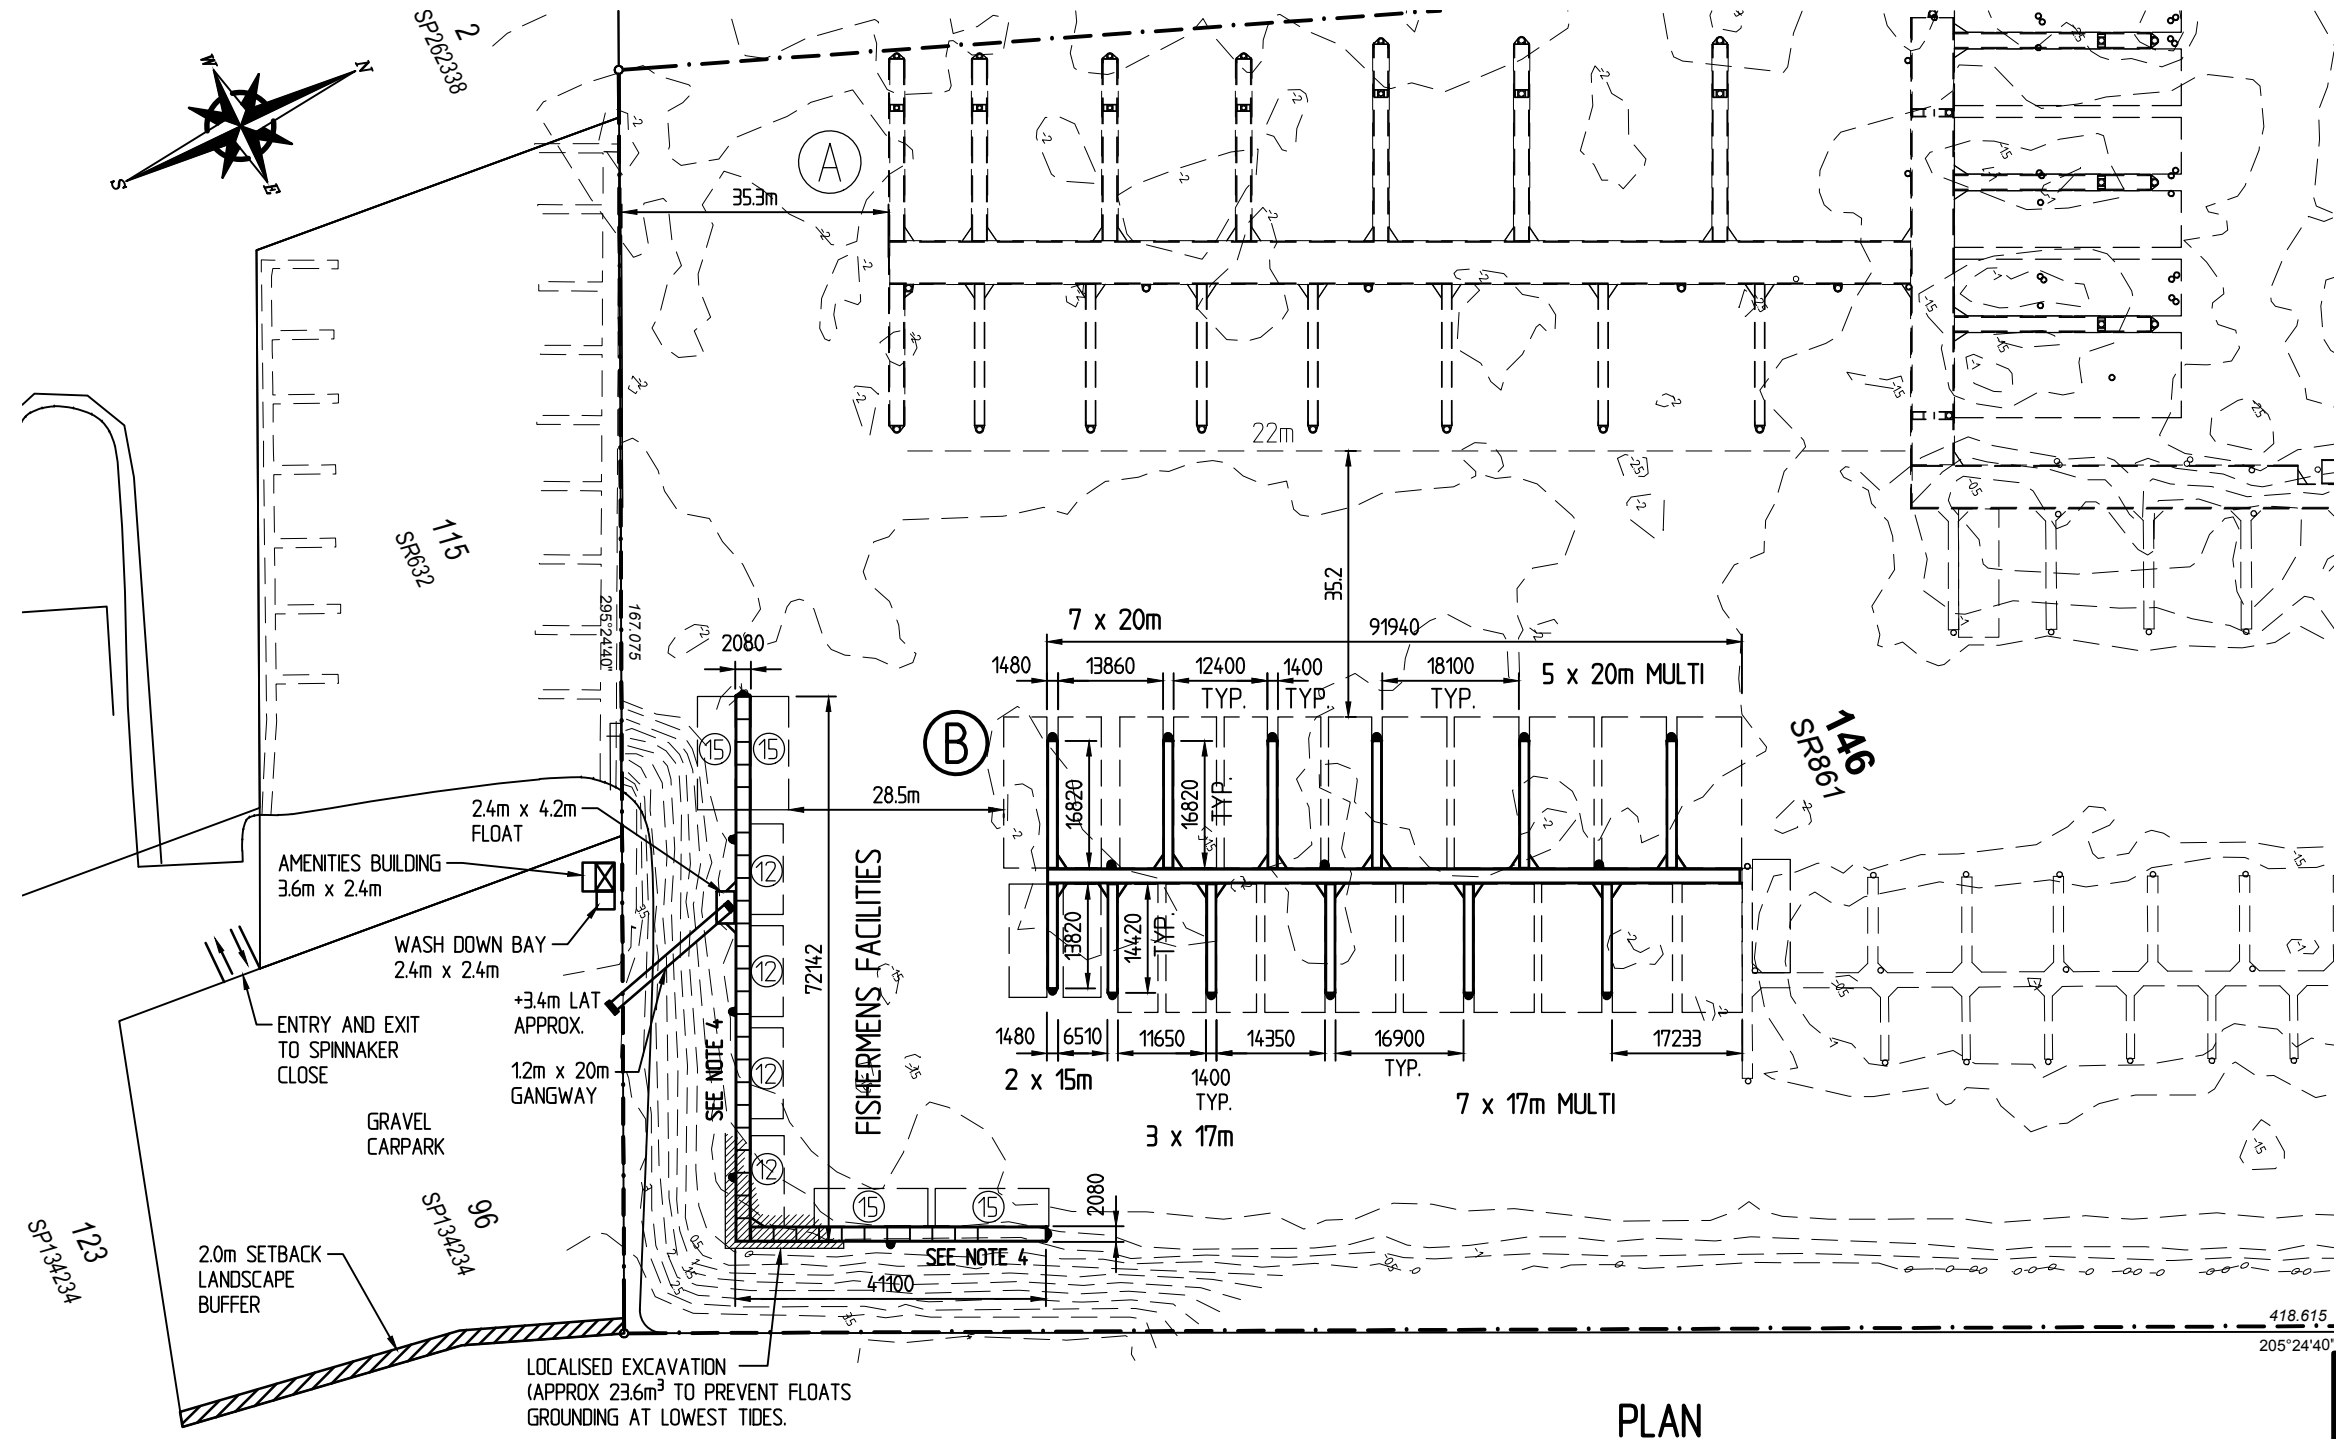 2
SP262338
W
N
S
E
A
35.3m
22m
115
SR632
295°24'40"
167.075
35.2
7 x 20m
91940
2080
1480
13860
12400
TYP.
1400
TYP.
18100
TYP.
5 x 20m MULTI
B
146
SR861
15
15
28.5m
16820
16820
TYP.
2.4m x 4.2m
FLOAT
AMENITIES BUILDING
3.6m x 2.4m
12
WASH DOWN BAY
2.4m x 2.4m
12
72142
FISHERMENS FACILITIES
13820
14420
TYP.
+3.4m LAT
APPROX.
ENTRY AND EXIT
TO SPINNAKER
CLOSE
1.2m x 20m
GANGWAY
SEE NOTE 4
12
1480
6510
11650
14350
16900
TYP.
17233
2 x 15m
1400
TYP.
7 x 17m MULTI
3 x 17m
GRAVEL
CARPARK
12
15
15
2080
96
SP134234
123
SP134234
2.0m SETBACK
LANDSCAPE
BUFFER
SEE NOTE 4
41100
418.615
205°24'40"
LOCALISED EXCAVATION
(APPROX 23.6m³ TO PREVENT FLOATS
GROUNDING AT LOWEST TIDES.
PLAN